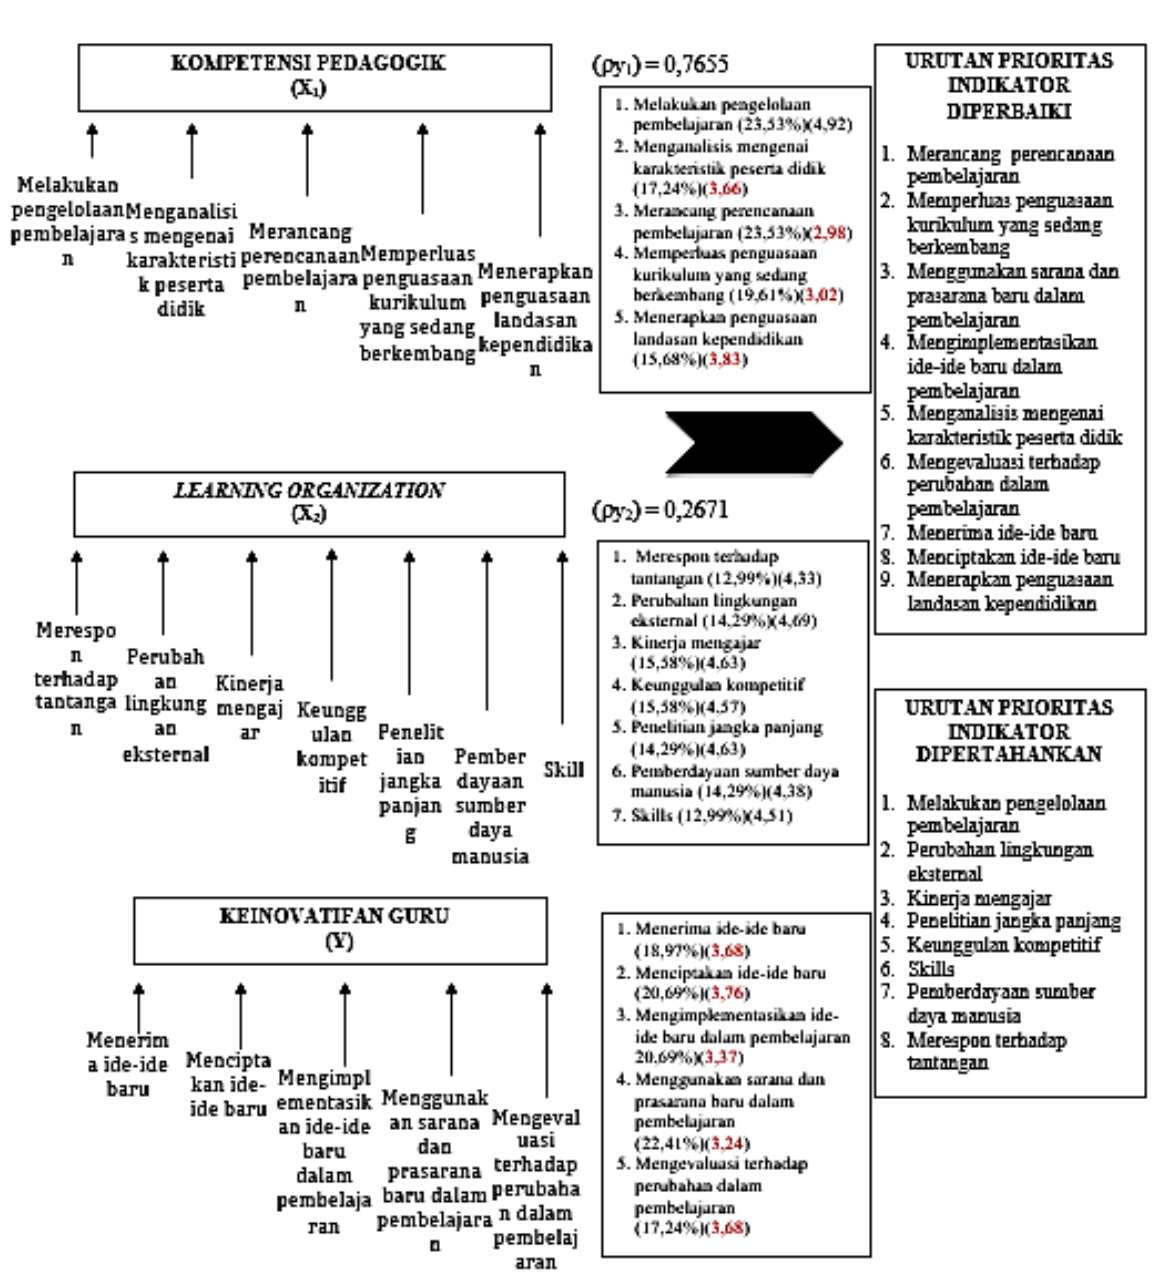 KOMPETENSI PEDAGOGIK
(X₁)
Melakukan
pengelolaan
pembelajara
n
Menganalisi
s mengenai
karakteristi
k peserta
didik
Merancang
perencanaan
pembelajara
n
Memperluas
penguasaan
kurikulum
yang sedang
berkembang
Menerapkan
penguasaan
landasan
kependidika
n
(ρy₁) = 0,7655
1. Melakukan pengelolaan
pembelajaran (23,53%)(4,92)
2. Menganalisis mengenai
karakteristik peserta didik
(17,24%)(3,66)
3. Merancang perencanaan
pembelajaran (23,53%)(2,98)
4. Memperluas penguasaan
kurikulum yang sedang
berkembang (19,61%)(3,02)
5. Menerapkan penguasaan
landasan kependidikan
(15,68%)(3,83)
LEARNING ORGANIZATION
(X₂)
Merespo
n
terhadap
tantanga
n
Perubah
an
lingkung
an
eksternal
Kinerja
mengaj
ar
Keungg
ulan
kompet
itif
Penelit
ian
jangka
panjan
g
Pember
dayaan
sumber
daya
manusia
Skill
(ρy₂) = 0,2671
1. Merespon terhadap
tantangan (12,99%)(4,33)
2. Perubahan lingkungan
eksternal (14,29%)(4,69)
3. Kinerja mengajar
(15,58%)(4,63)
4. Keunggulan kompetitif
(15,58%)(4,57)
5. Penelitian jangka panjang
(14,29%)(4,63)
6. Pemberdayaan sumber daya
manusia (14,29%)(4,38)
7. Skills (12,99%)(4,51)
KEINOVATIFAN GURU
(Y)
Menerim
a ide-ide
baru
Mencipta
kan ide-
ide baru
Mengimpl
ementasik
an ide-ide
baru
dalam
pembelaja
ran
Menggunak
an sarana
dan
prasarana
baru dalam
pembelajara
n
Mengeval
uasi
terhadap
perubaha
n dalam
pembelaj
aran
1. Menerima ide-ide baru
(18,97%)(3,68)
2. Menciptakan ide-ide baru
(20,69%)(3,76)
3. Mengimplementasikan ide-
ide baru dalam pembelajaran
20,69%)(3,37)
4. Menggunakan sarana dan
prasarana baru dalam
pembelajaran
(22,41%)(3,24)
5. Mengevaluasi terhadap
perubahan dalam
pembelajaran
(17,24%)(3,68)
URUTAN PRIORITAS
INDIKATOR
DIPERBAIKI
1. Merancang perencanaan
pembelajaran
2. Memperluas penguasaan
kurikulum yang sedang
berkembang
3. Menggunakan sarana dan
prasarana baru dalam
pembelajaran
4. Mengimplementasikan
ide-ide baru dalam
pembelajaran
5. Menganalisis mengenai
karakteristik peserta didik
6. Mengevaluasi terhadap
perubahan dalam
pembelajaran
7. Menerima ide-ide baru
8. Menciptakan ide-ide baru
9. Menerapkan penguasaan
landasan kependidikan
URUTAN PRIORITAS
INDIKATOR
DIPERTAHANKAN
1. Melakukan pengelolaan
pembelajaran
2. Perubahan lingkungan
eksternal
3. Kinerja mengajar
4. Penelitian jangka panjang
5. Keunggulan kompetitif
6. Skills
7. Pemberdayaan sumber
daya manusia
8. Merespon terhadap
tantangan